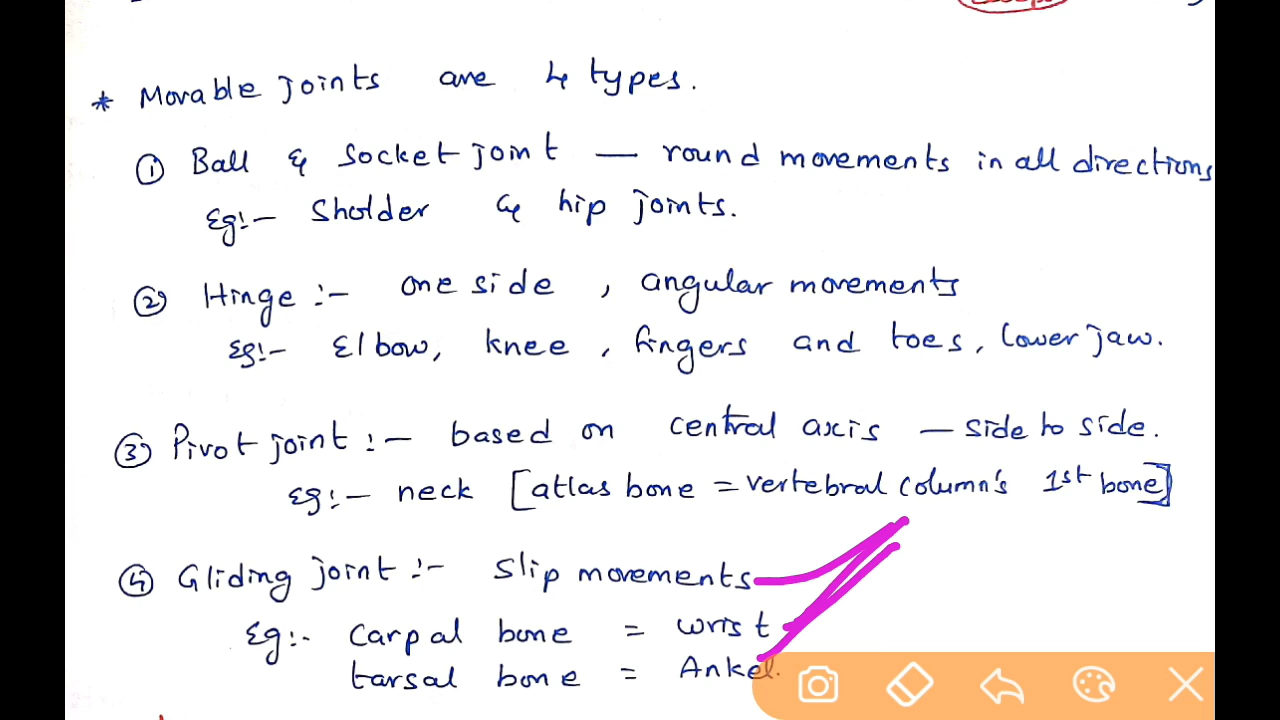 * Movable joints are 4 types.
① Ball & Socket joint — round movements in all directions
Eg:- Sholder & hip joints.
② Hinge :- one side , angular movements
Eg:- Elbow, knee , fingers and toes, lower jaw.
③ Pivot joint :- based on central axis — side to side.
Eg:- neck [atlas bone = vertebral column's 1st bone]
④ Gliding joint :- Slip movements
Eg:- Carpal bone = wrist
tarsal bone = Ankel.